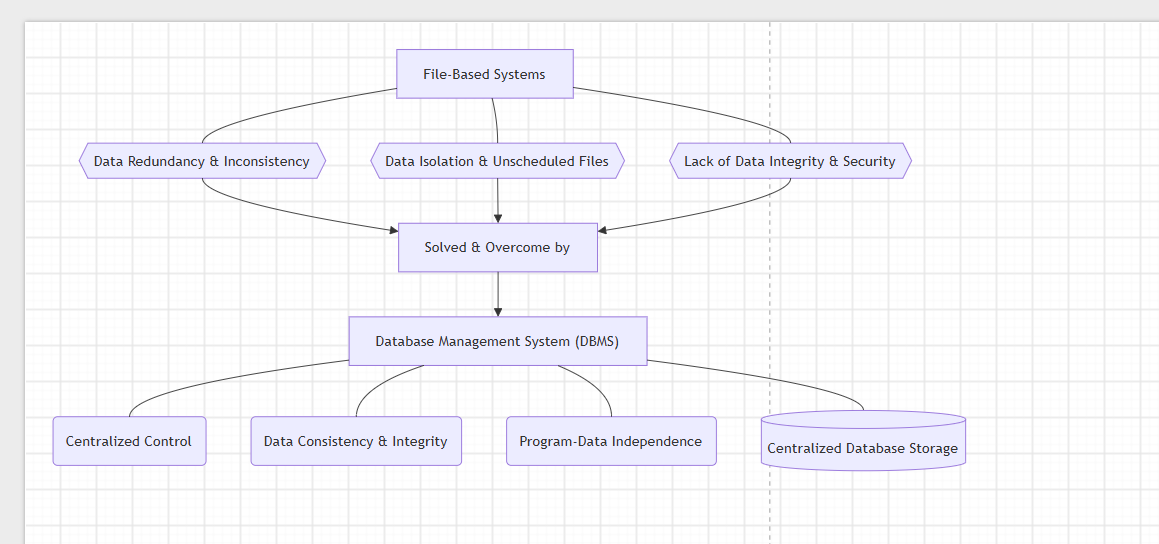 File-Based Systems
Data Redundancy & Inconsistency
Data Isolation & Unscheduled Files
Lack of Data Integrity & Security
Solved & Overcome by
Database Management System (DBMS)
Centralized Control
Data Consistency & Integrity
Program-Data Independence
Centralized Database Storage